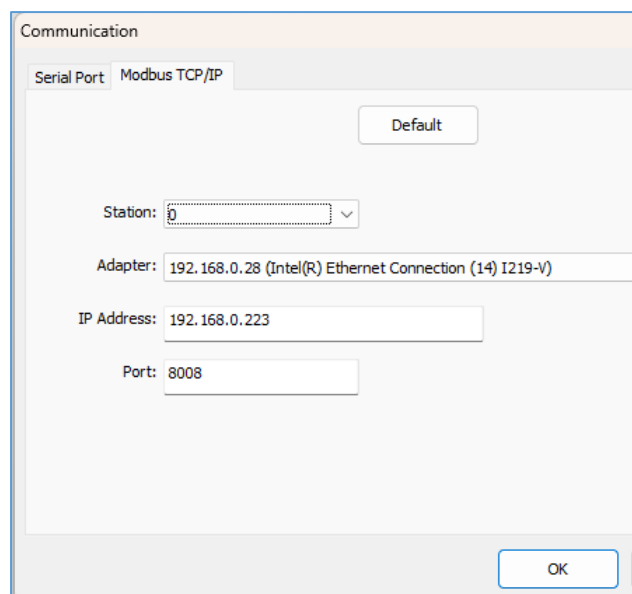 Communication
Serial Port Modbus TCP/IP
Default
Station: 0
Adapter: 192.168.0.28 (Intel(R) Ethernet Connection (14) I219-V)
IP Address: 192.168.0.223
Port: 8008
OK